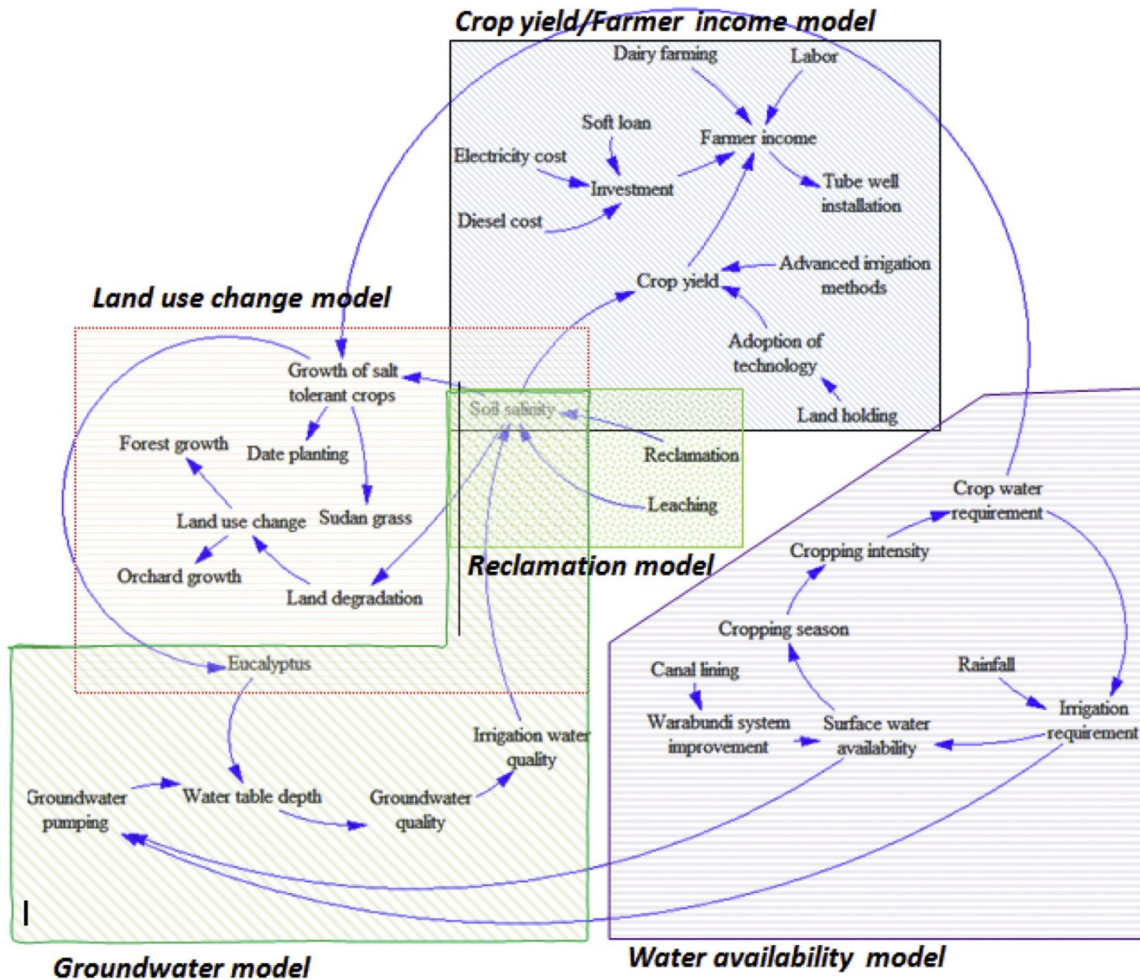 Crop yield/Farmer income model
Dairy farming
Labor
Soft loan
Farmer income
Electricity cost
Investment
Tube well
installation
Diesel cost
Advanced irrigation
methods
Crop yield
Land use change model
Adoption of
technology
Growth of salt
tolerant crops
Soil salinity
Land holding
Forest growth
Date planting
Reclamation
Leaching
Crop water
requirement
Land use change
Sudan grass
Cropping intensity
Orchard growth
Land degradation
Reclamation model
Cropping season
Eucalyptus
Canal lining
Rainfall
Warabundi system
improvement
Surface water
availability
Irrigation
requirement
Irrigation water
quality
Groundwater
pumping
Water table depth
Groundwater
quality
Groundwater model
Water availability model